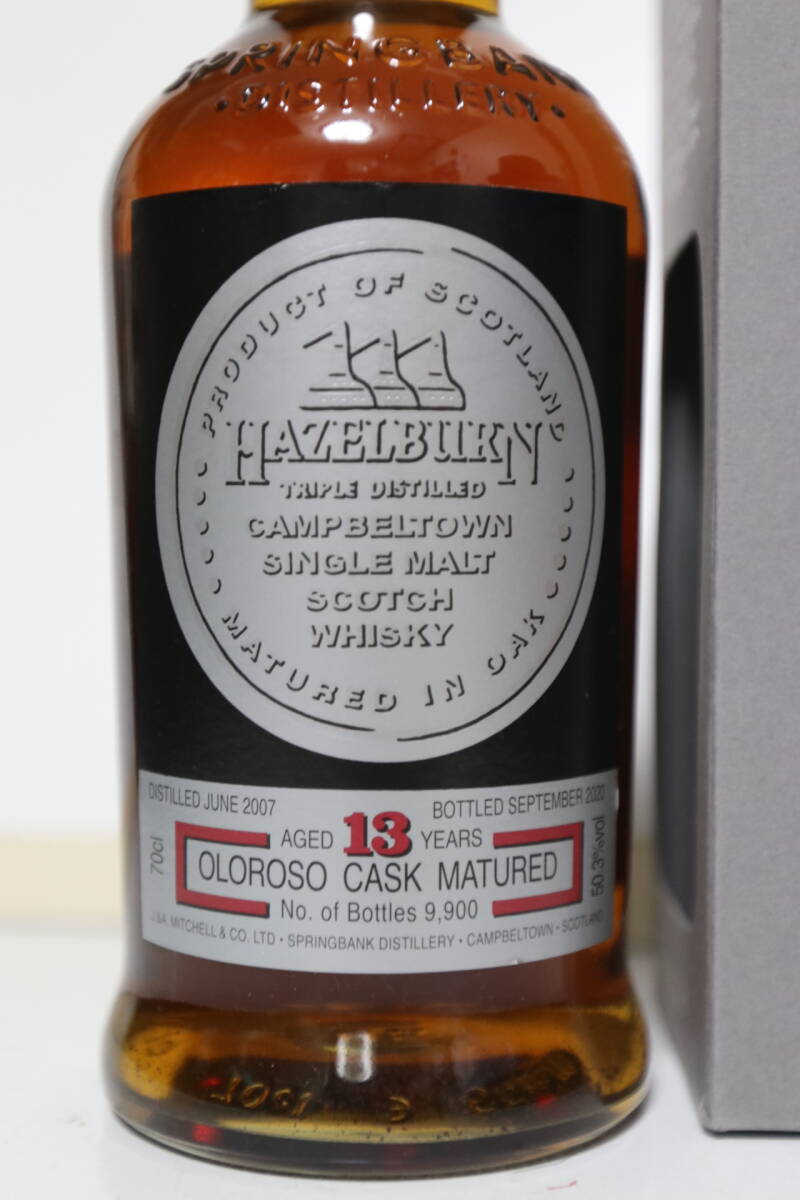 SPRINGBANK
• DISTILLERY •
PRODUCT OF SCOTLAND
HAZELBURN
TRIPLE DISTILLED
CAMPBELTOWN
SINGLE MALT
SCOTCH
WHISKY
MATURED IN OAK
DISTILLED JUNE 2007
BOTTLED SEPTEMBER 2020
AGED 13 YEARS
70cl
OLOROSO CASK MATURED
50.3%vol
No. of Bottles 9,900
J.&A. MITCHELL & CO. LTD • SPRINGBANK DISTILLERY • CAMPBELTOWN • SCOTLAND